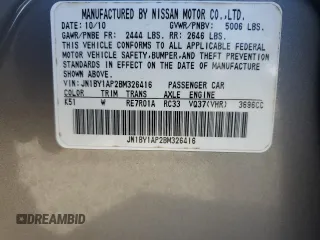 MANUFACTURED BY NISSAN MOTOR CO.,LTD.
DATE: 10/10 GVWR/PNBV: 5006 LBS.
GAWR/PNBE FR: 2444 LBS RR: 2646 LBS.
THIS VEHICLE CONFORMS TO ALL APPLICABLE FEDERAL
MOTOR VEHICLE SAFETY,BUMPER,AND THEFT PREVENTION
STANDARDS IN EFFECT ON THE DATE OF
MANUFACTURE SHOWN ABOVE.
VIN: JN1BY1AP2BM326416 PASSENGER CAR
COLOR TRIM TRANS AXLE ENGINE
K51 W RE7R01A RC33 VQ37(VHR) 3696CC
JN1BY1AP2BM326416
DREAMBID